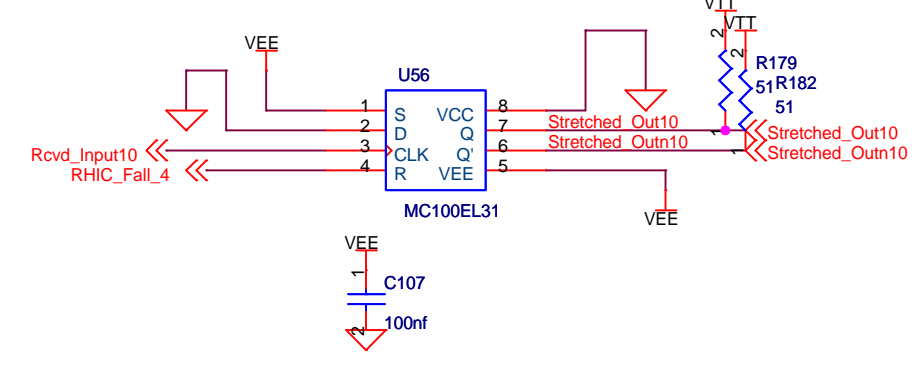 VTT
VTT
2
2
VEE
R179
51
R182
51
U56
1
S
VCC
8
2
D
Q
7
Stretched_Out10
1
Stretched_Out10
Rcvd_Input10
3
CLK
Q'
6
Stretched_Outn10
1
Stretched_Outn10
RHIC_Fall_4
4
R
VEE
5
MC100EL31
VEE
VEE
1
C107
100nf
2